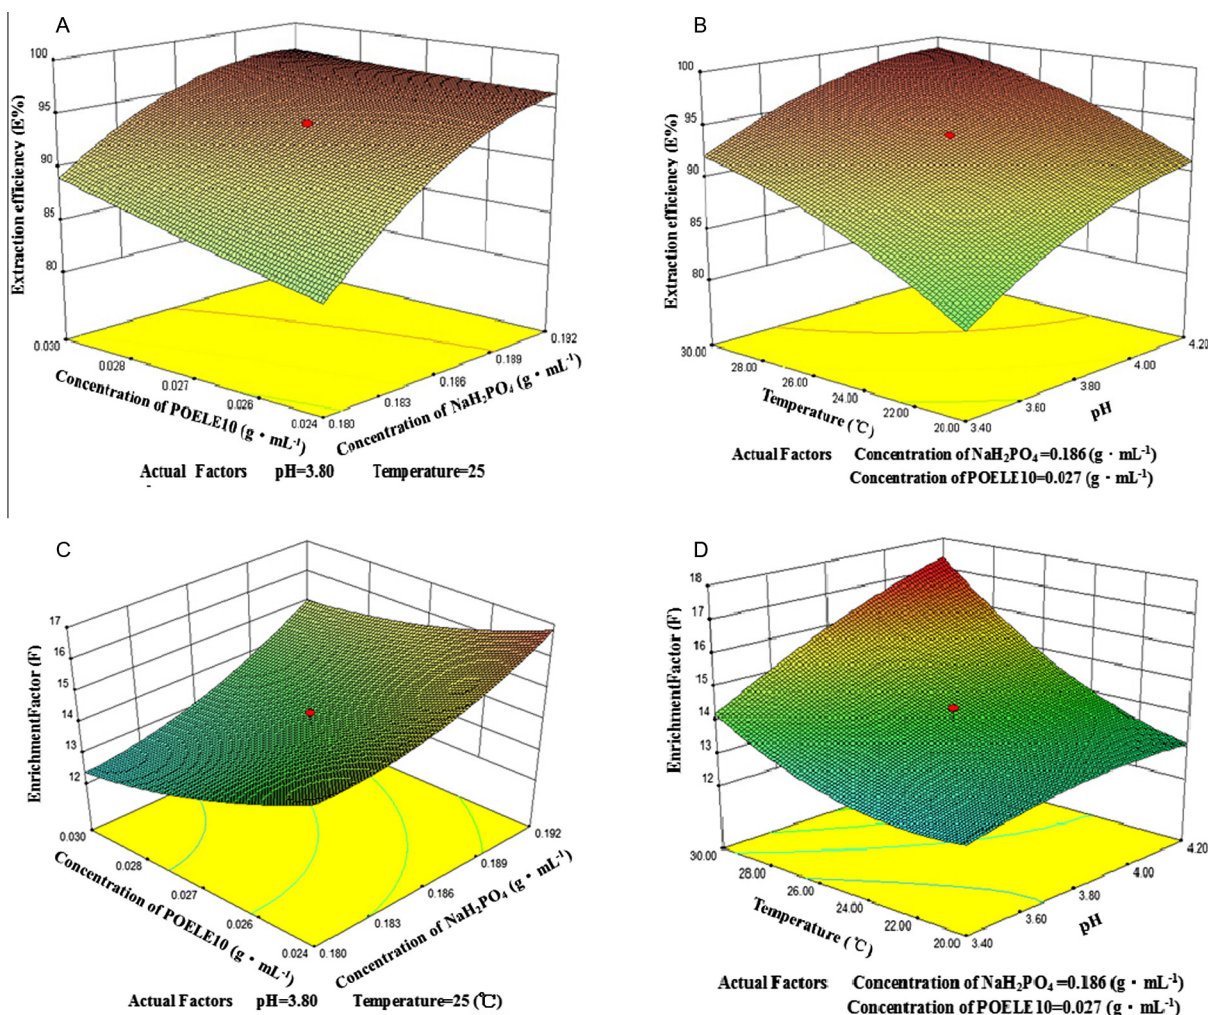 A
100
95
90
85
80
Extraction efficiency (E%)
0.030
0.028
0.027
0.026
0.024
Concentration of POELE10 (g · mL-1)
0.180
0.183
0.186
0.189
0.192
Concentration of NaH2PO4 (g · mL-1)
Actual Factors pH=3.80 Temperature=25
B
100
95
90
85
80
Extraction efficiency (E%)
30.00
28.00
26.00
24.00
22.00
20.00
Temperature (℃)
3.40
3.60
3.80
4.00
4.20
pH
Actual Factors Concentration of NaH2PO4 =0.186 (g · mL-1)
Concentration of POELE10=0.027 (g · mL-1)
C
17
16
15
14
13
12
EnrichmentFactor (F)
0.030
0.028
0.027
0.026
0.024
Concentration of POELE10 (g · mL-1)
0.180
0.183
0.186
0.189
0.192
Concentration of NaH2PO4 (g · mL-1)
Actual Factors pH=3.80 Temperature=25 (℃)
D
18
17
16
15
14
13
12
EnrichmentFactor (F)
30.00
28.00
26.00
24.00
22.00
20.00
Temperature (℃)
3.40
3.60
3.80
4.00
4.20
pH
Actual Factors Concentration of NaH2PO4 =0.186 (g · mL-1)
Concentration of POELE10=0.027 (g · mL-1)